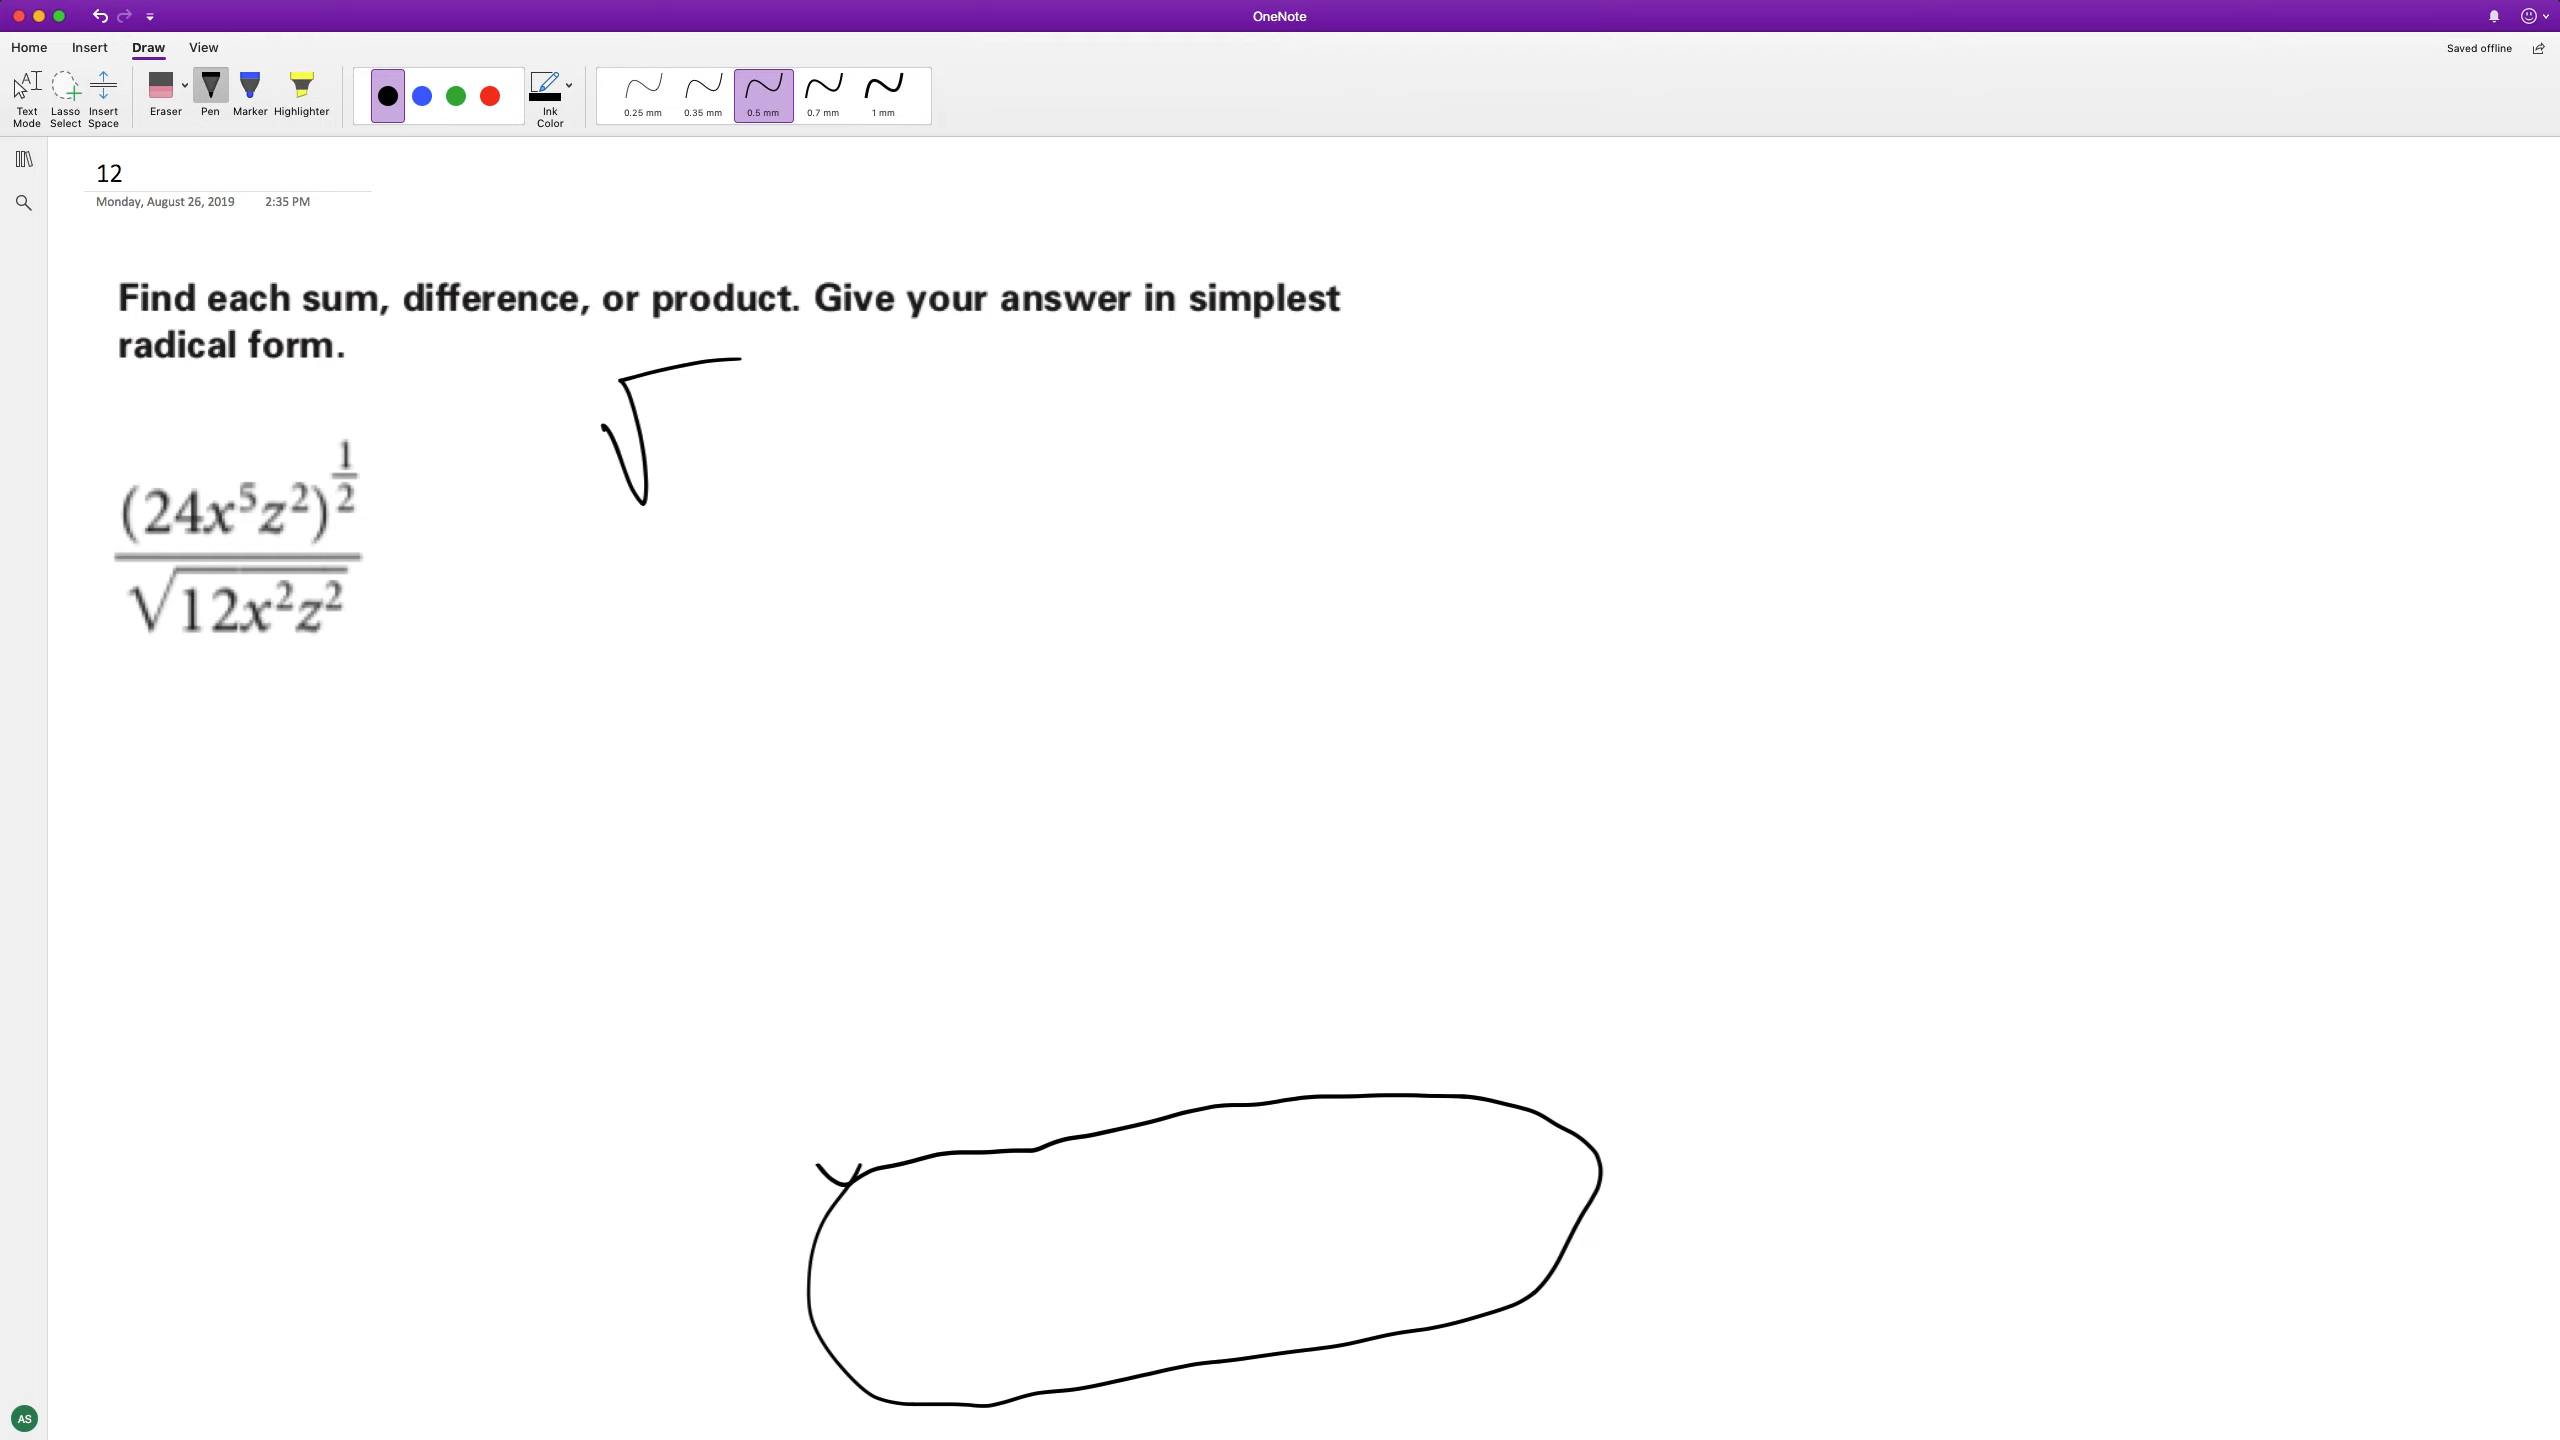 OneNote
Home Insert Draw View
Saved offline
Text Mode
Lasso Select
Insert Space
Eraser
Pen
Marker
Highlighter
Ink Color
0.25 mm
0.35 mm
0.5 mm
0.7 mm
1 mm
12
Monday, August 26, 2019 2:35 PM
Find each sum, difference, or product. Give your answer in simplest
radical form.
√
(24x⁵z²)^(1/2)
√(12x²z²)
AS